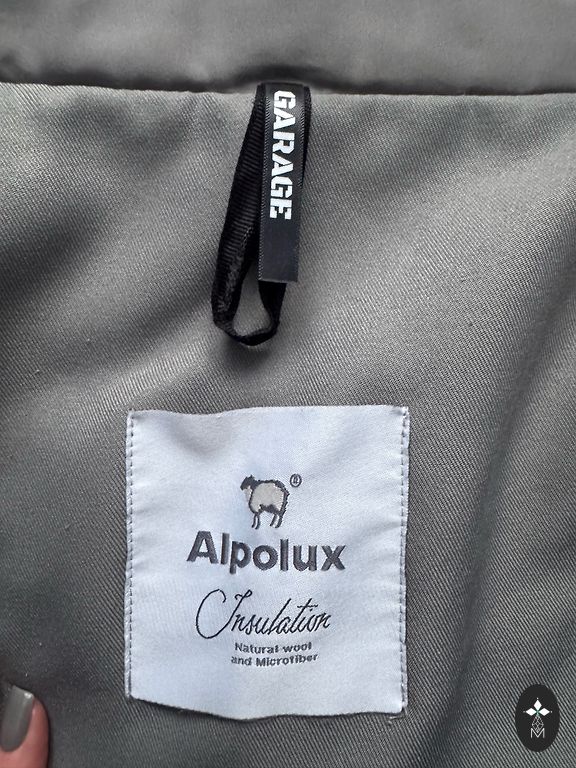 GARAGE
®
Alpolux
Insulation
Natural wool
and Microfiber
M